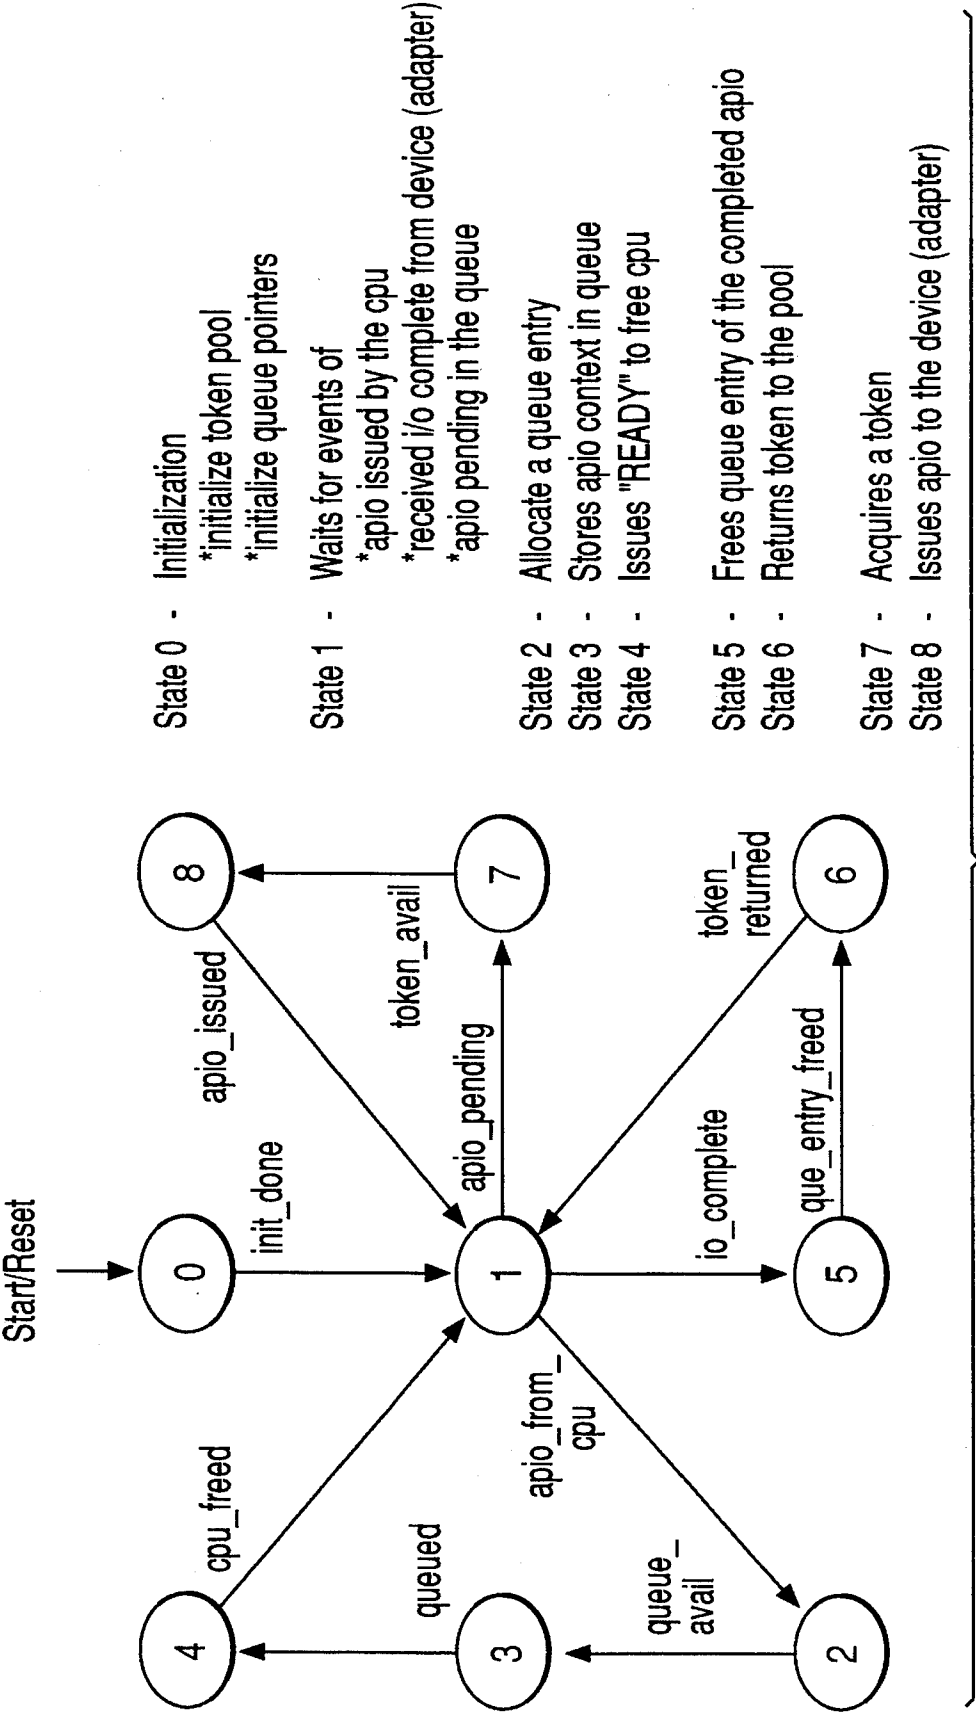 Start/Reset
4
cpu_freed
0
init_done
apio_issued
8
queued
3
1
apio_pending
token_avail
7
apio_from_
cpu
queue_
avail
io_complete
token_
returned
2
5
que_entry_freed
6
State 0 - Initialization
*initialize token pool
*initialize queue pointers
State 1 - Waits for events of
*apio issued by the cpu
*received i/o complete from device (adapter)
*apio pending in the queue
State 2 - Allocate a queue entry
State 3 - Stores apio context in queue
State 4 - Issues "READY" to free cpu
State 5 - Frees queue entry of the completed apio
State 6 - Returns token to the pool
State 7 - Acquires a token
State 8 - Issues apio to the device (adapter)